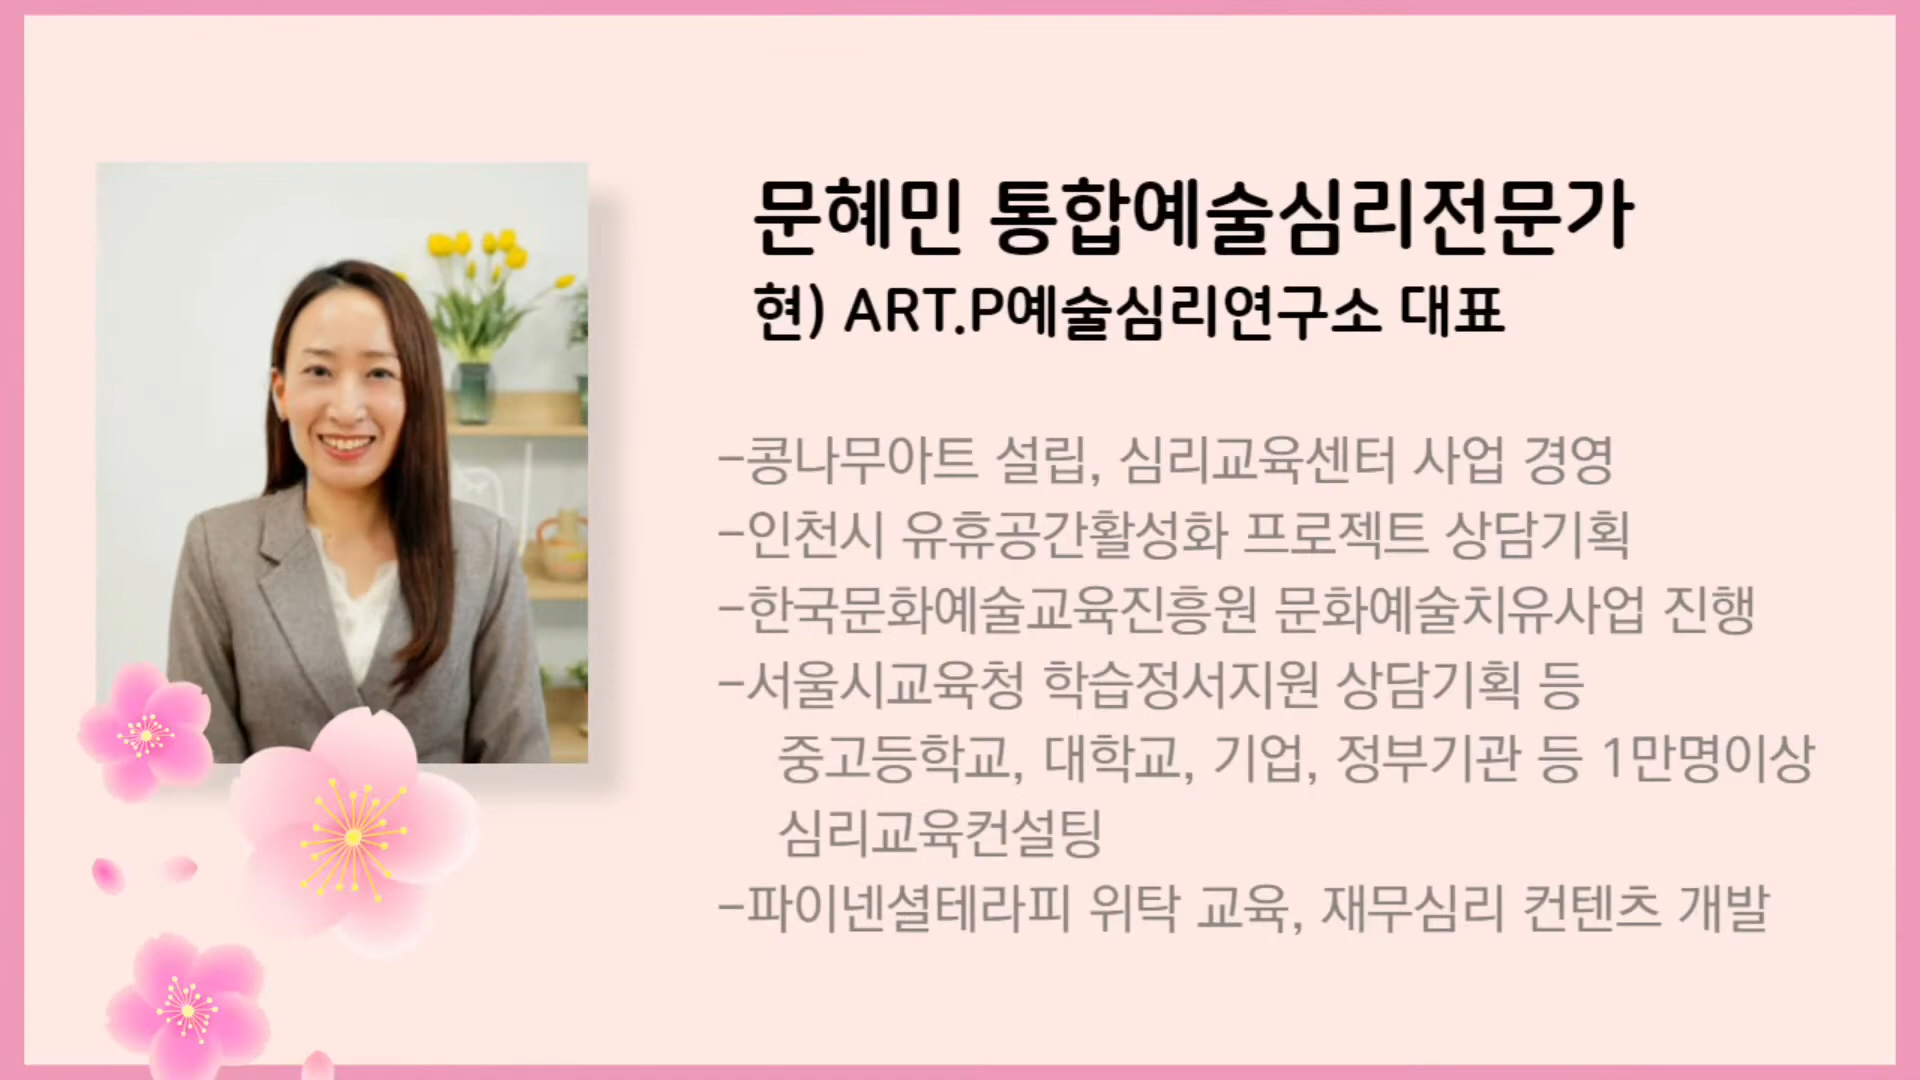 문혜민 통합예술심리전문가
현) ART.P예술심리연구소 대표
-콩나무아트 설립, 심리교육센터 사업 경영
-인천시 유휴공간활성화 프로젝트 상담기획
-한국문화예술교육진흥원 문화예술치유사업 진행
-서울시교육청 학습정서지원 상담기획 등
중고등학교, 대학교, 기업, 정부기관 등 1만명이상
심리교육컨설팅
-파이넨셜테라피 위탁 교육, 재무심리 컨텐츠 개발